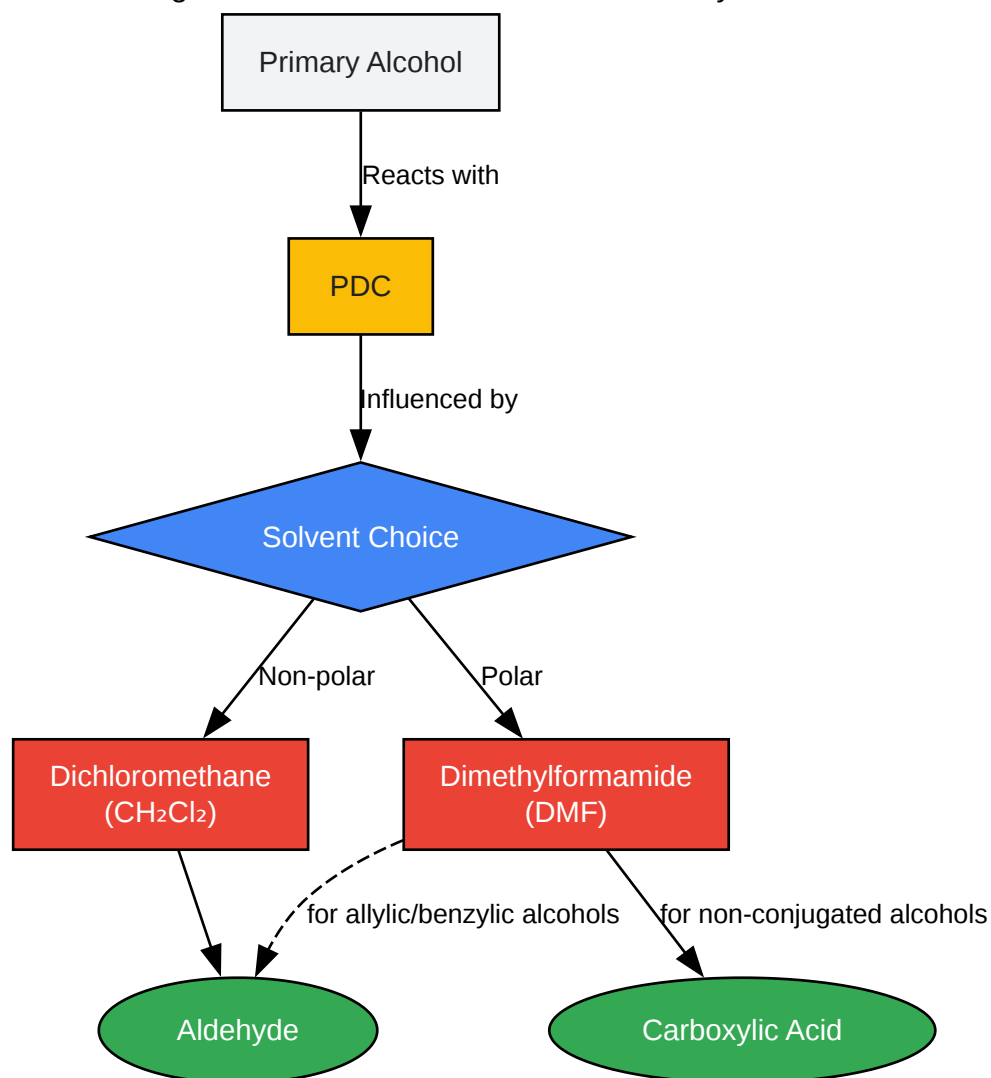 Primary Alcohol
Reacts with
PDC
Influenced by
Solvent Choice
Non-polar
Polar
Dichloromethane
(CH₂Cl₂)
Dimethylformamide
(DMF)
for allylic/benzylic alcohols
for non-conjugated alcohols
Aldehyde
Carboxylic Acid